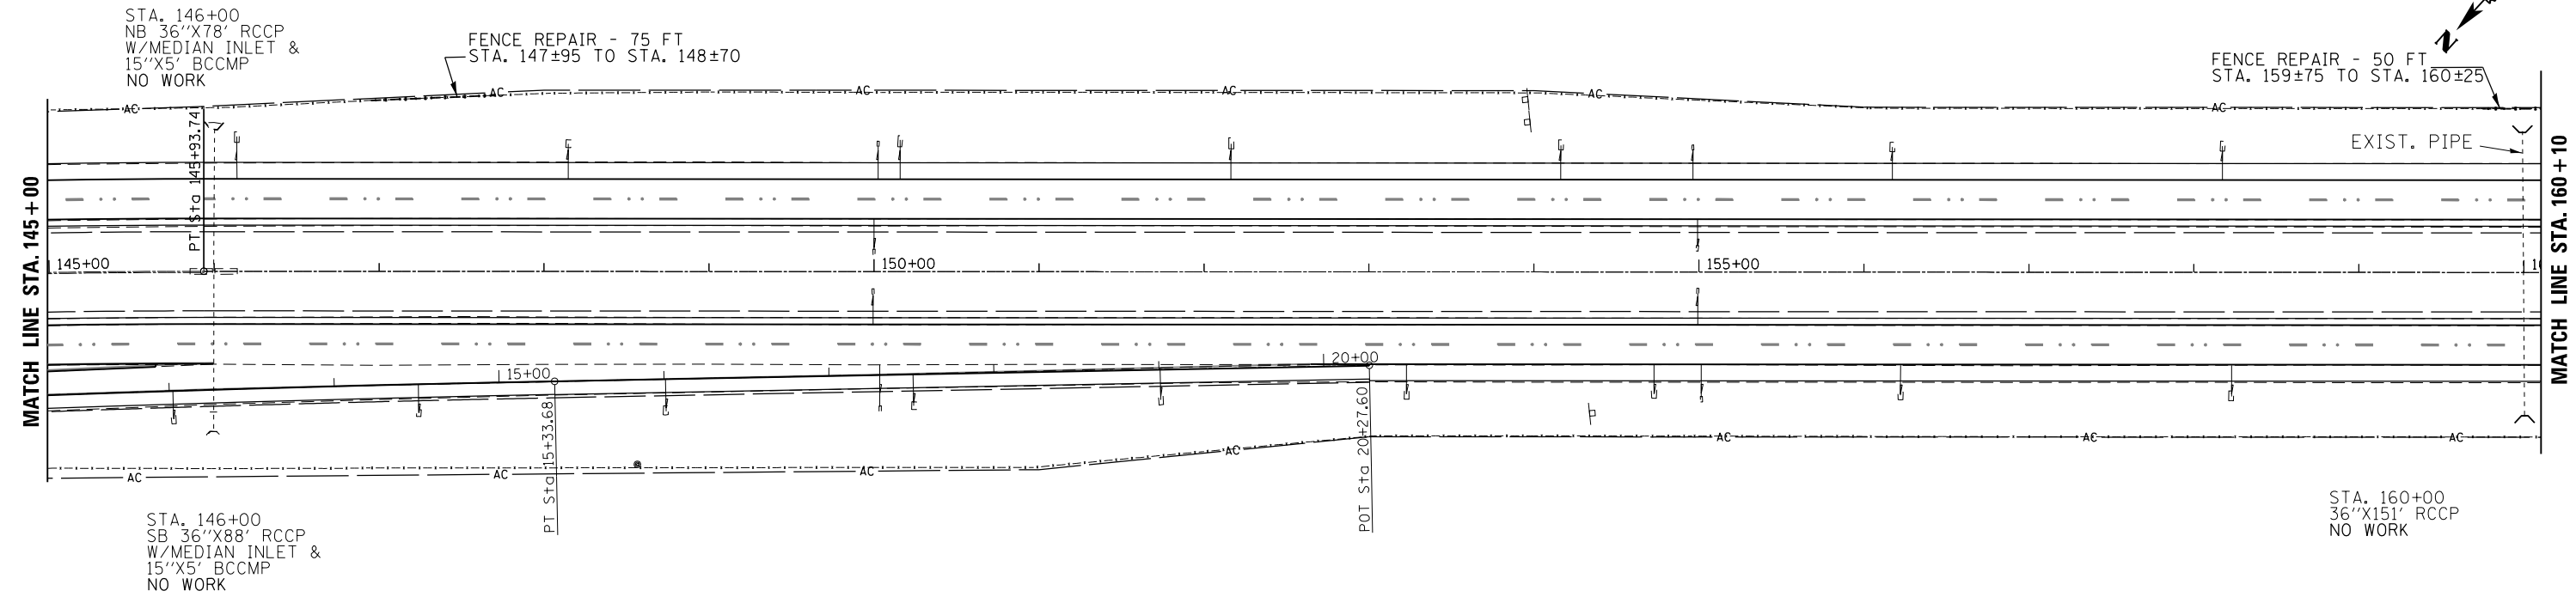 STA. 146+00
NB 36"X78' RCCP
W/MEDIAN INLET &
15"X5' BCCMP
NO WORK
FENCE REPAIR - 75 FT
STA. 147±95 TO STA. 148±70
N
FENCE REPAIR - 50 FT
STA. 159±75 TO STA. 160±25
AC
AC
AC
AC
AC
AC
EXIST. PIPE
PT Sta 145+93.74
MATCH LINE STA. 145+00
MATCH LINE STA. 160+10
145+00
150+00
155+00
15+00
20+00
PT Sta 15+33.68
POT Sta 20+27.60
AC
AC
AC
AC
AC
AC
AC
STA. 146+00
SB 36"X88' RCCP
W/MEDIAN INLET &
15"X5' BCCMP
NO WORK
STA. 160+00
36"X151' RCCP
NO WORK